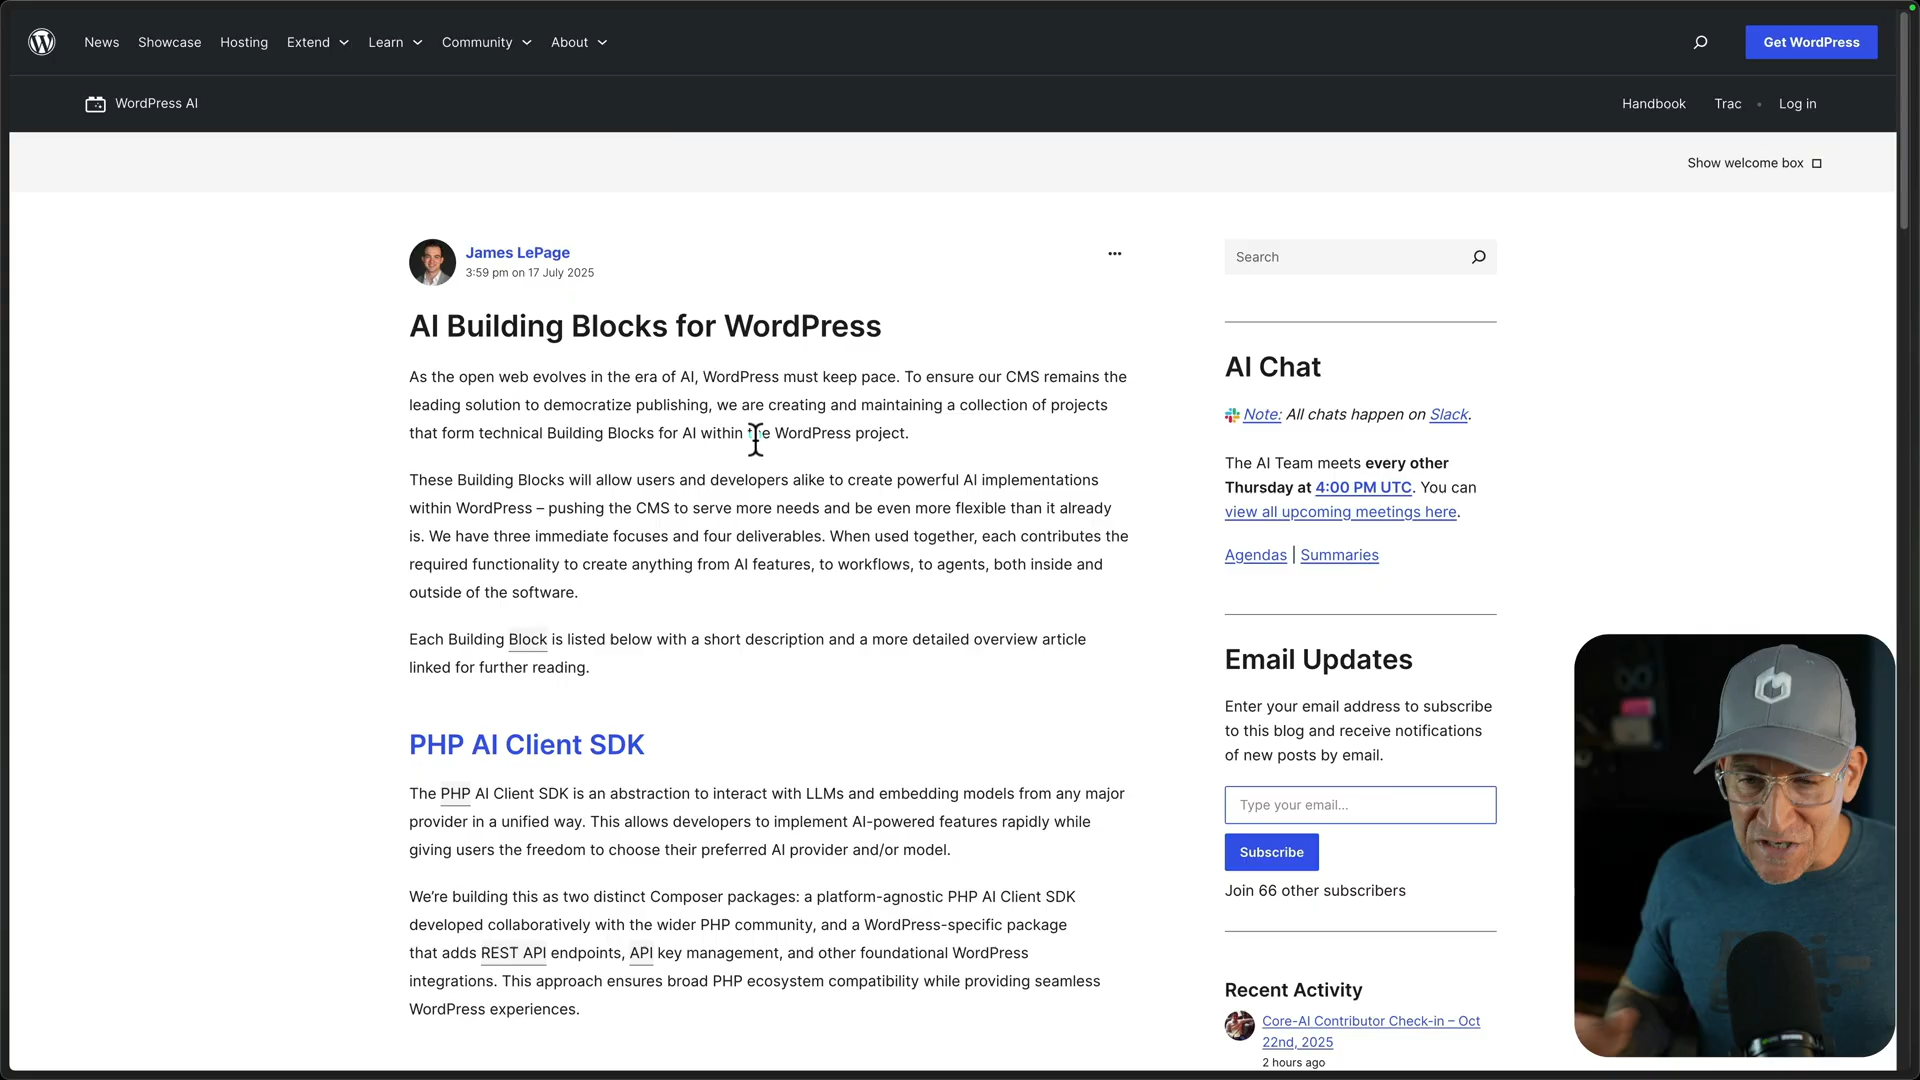 News Showcase Hosting Extend Learn Community About
Get WordPress
WordPress AI
Handbook Trac • Log in
Show welcome box
James LePage
3:59 pm on 17 July 2025
AI Building Blocks for WordPress
As the open web evolves in the era of AI, WordPress must keep pace. To ensure our CMS remains the
leading solution to democratize publishing, we are creating and maintaining a collection of projects
that form technical Building Blocks for AI within the WordPress project.
These Building Blocks will allow users and developers alike to create powerful AI implementations
within WordPress – pushing the CMS to serve more needs and be even more flexible than it already
is. We have three immediate focuses and four deliverables. When used together, each contributes the
required functionality to create anything from AI features, to workflows, to agents, both inside and
outside of the software.
Each Building Block is listed below with a short description and a more detailed overview article
linked for further reading.
PHP AI Client SDK
The PHP AI Client SDK is an abstraction to interact with LLMs and embedding models from any major
provider in a unified way. This allows developers to implement AI-powered features rapidly while
giving users the freedom to choose their preferred AI provider and/or model.
We’re building this as two distinct Composer packages: a platform-agnostic PHP AI Client SDK
developed collaboratively with the wider PHP community, and a WordPress-specific package
that adds REST API endpoints, API key management, and other foundational WordPress
integrations. This approach ensures broad PHP ecosystem compatibility while providing seamless
WordPress experiences.
Search
AI Chat
Note: All chats happen on Slack.
The AI Team meets every other
Thursday at 4:00 PM UTC. You can
view all upcoming meetings here.
Agendas | Summaries
Email Updates
Enter your email address to subscribe
to this blog and receive notifications
of new posts by email.
Type your email…
Subscribe
Join 66 other subscribers
Recent Activity
Core-AI Contributor Check-in – Oct
22nd, 2025
2 hours ago